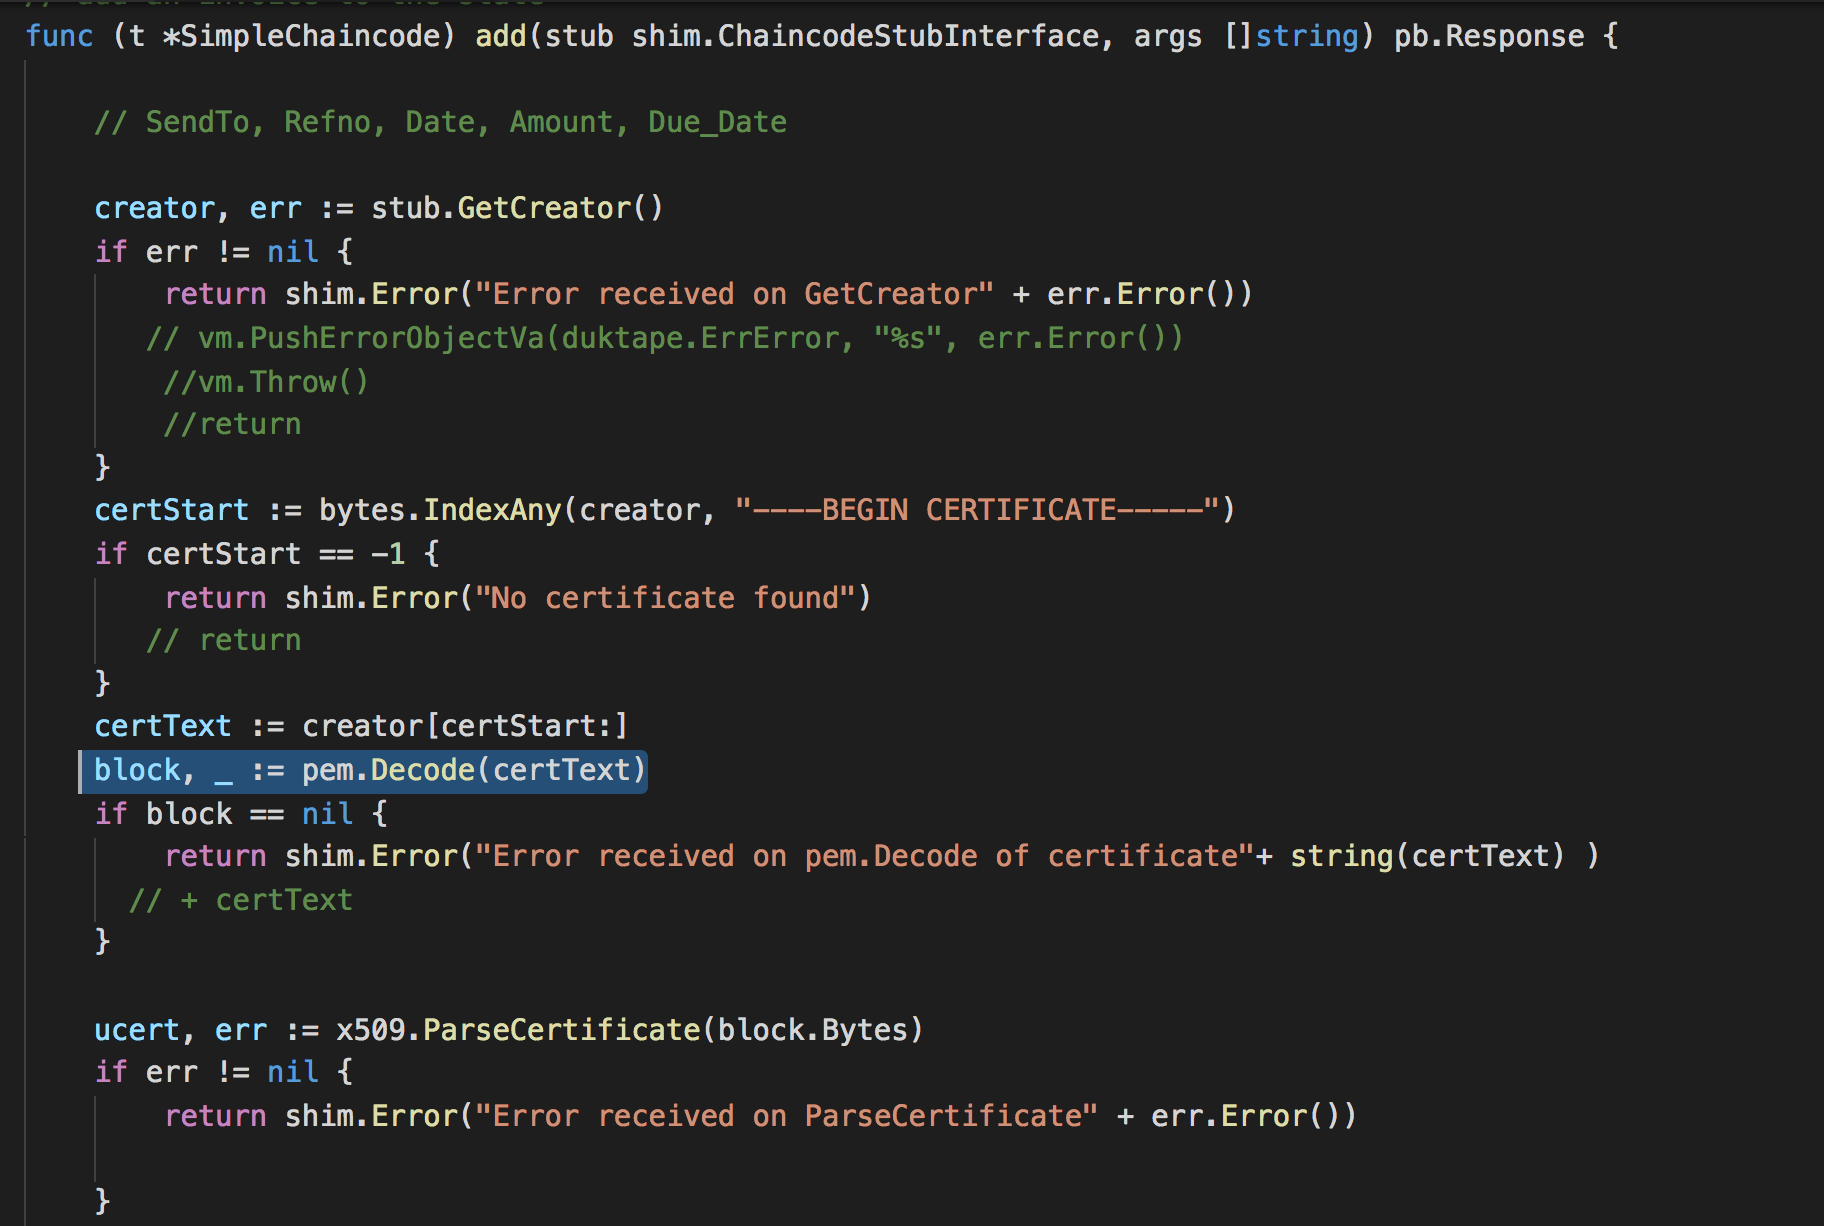 func (t *SimpleChaincode) add(stub shim.ChaincodeStubInterface, args []string) pb.Response {
// SendTo, Refno, Date, Amount, Due_Date
creator, err := stub.GetCreator()
if err != nil {
return shim.Error("Error received on GetCreator" + err.Error())
// vm.PushErrorObjectVa(duktape.ErrError, "%s", err.Error())
//vm.Throw()
//return
}
certStart := bytes.IndexAny(creator, "----BEGIN CERTIFICATE-----")
if certStart == -1 {
return shim.Error("No certificate found")
// return
}
certText := creator[certStart:]
block, _ := pem.Decode(certText)
if block == nil {
return shim.Error("Error received on pem.Decode of certificate"+ string(certText) )
// + certText
}
ucert, err := x509.ParseCertificate(block.Bytes)
if err != nil {
return shim.Error("Error received on ParseCertificate" + err.Error())
}